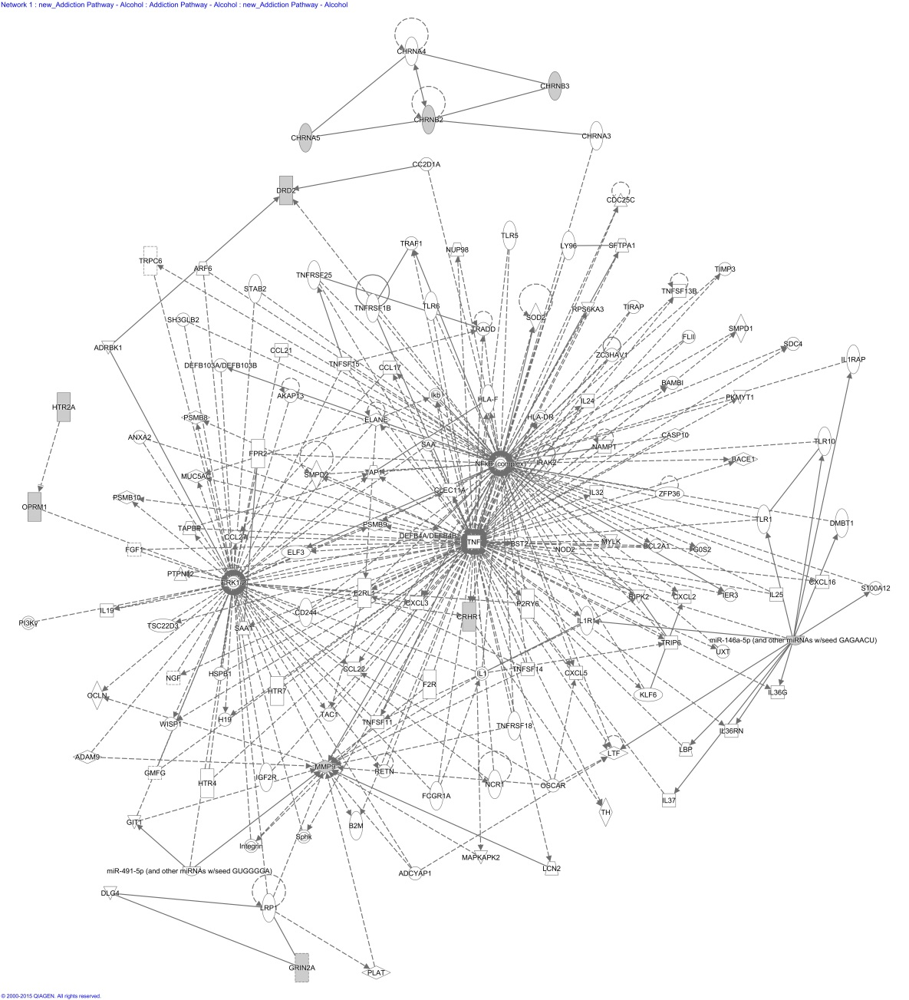 Network 1 : new_Addiction Pathway - Alcohol : Addiction Pathway - Alcohol : new_Addiction Pathway - Alcohol
CHRNA4
CHRNB3
CHRNB2
CHRNA5
CHRNA3
CC2D1A
DRD2
CDC25C
TLR5
TRAF1
NUP98
LY96
SFTPA1
TRPC6
ARF6
TNFRSF25
TIMP3
STAB2
TNFSF13B
TNFRSF1B
TLR6
SOD2
RPS6KA3
TIRAP
SH3GLB2
TRADD
SMPD1
FLII
SDC4
ADRBK1
CCL21
ZC3HAV1
IL1RAP
DEFB103A/DEFB103B
TNFSF15
CCL17
BAMBI
AKAP13
Ikb
HLA-F
IL24
PKMYT1
HTR2A
PSMB8
ELANE
HLA-DR
ANXA2
SAA
NAMPT
CASP10
TLR10
FPR2
NFkB (complex)
IRAK2
BACE1
MUC5AC
SMPD2
TAP1
CLEC11A
IL32
ZFP36
PSMB10
OPRM1
TLR1
DMBT1
TAPBP
PSMB9
CCL27
DEFB4A/DEFB4B
TNF
BST2
MYLK
BCL2A1
G0S2
FGF1
ELF3
NOD2
PTPN12
ERK1/2
CXCL16
S100A12
F2RL1
CXCL3
P2RY6
RIPK2
CXCL2
IER3
IL25
IL19
CD244
CRHR1
IL1R1
PI3Kγ
TSC22D3
SAA1
TRIP6
miR-146a-5p (and other miRNAs w/seed GAGAACU)
UXT
NGF
HSPB1
CCL22
IL1
TNFSF14
CXCL5
HTR7
F2R
OCLN
KLF6
IL36G
WISP1
H19
TAC1
TNFSF11
TNFRSF18
IL36RN
ADAM9
LTF
LBP
MMP9
GMFG
HTR4
IGF2R
RETN
NCR1
OSCAR
FCGR1A
IL37
TH
GIT1
B2M
Sphk
Integrin
MAPKAPK2
miR-491-5p (and other miRNAs w/seed GUGGGGA)
ADCYAP1
LCN2
DLG4
LRP1
GRIN2A
PLAT
© 2000-2015 QIAGEN. All rights reserved.